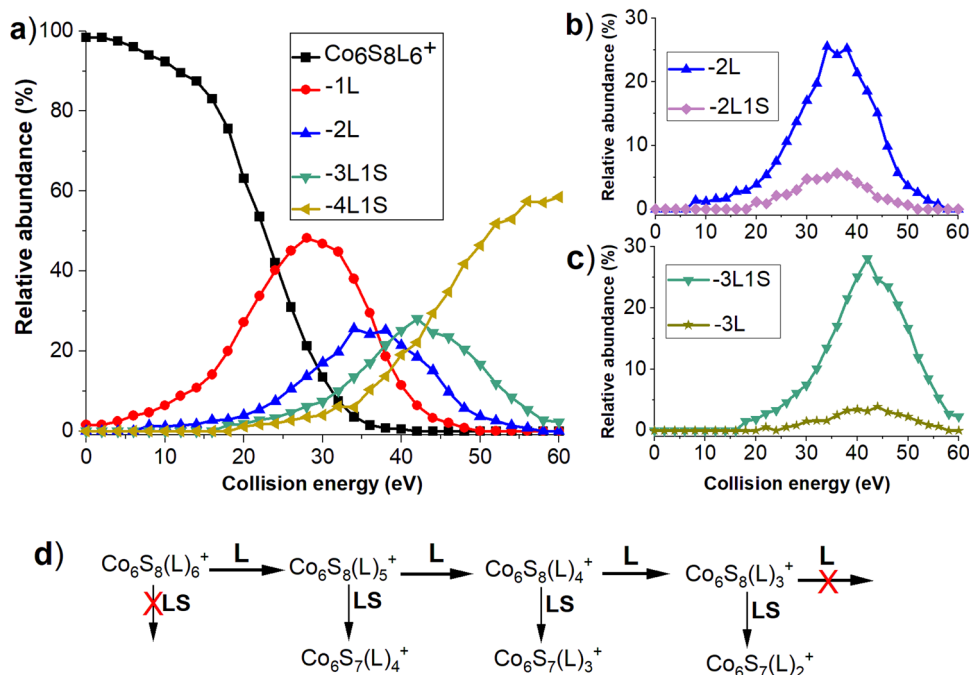 a)
Relative abundance (%)
100
80
60
40
20
0
0 10 20 30 40 50 60
Collision energy (eV)
Co₆S₈L6⁺
-1L
-2L
-3L1S
-4L1S
b)
Relative abundance (%)
30
20
10
0
0 10 20 30 40 50 60
-2L
-2L1S
c)
Relative abundance (%)
30
20
10
0
0 10 20 30 40 50 60
Collision energy (eV)
-3L1S
-3L
d)
Co₆S₈(L)₆⁺ L Co₆S₈(L)₅⁺ L Co₆S₈(L)₄⁺ L Co₆S₈(L)₃⁺ L
LS LS LS LS
Co₆S₇(L)₄⁺ Co₆S₇(L)₃⁺ Co₆S₇(L)₂⁺